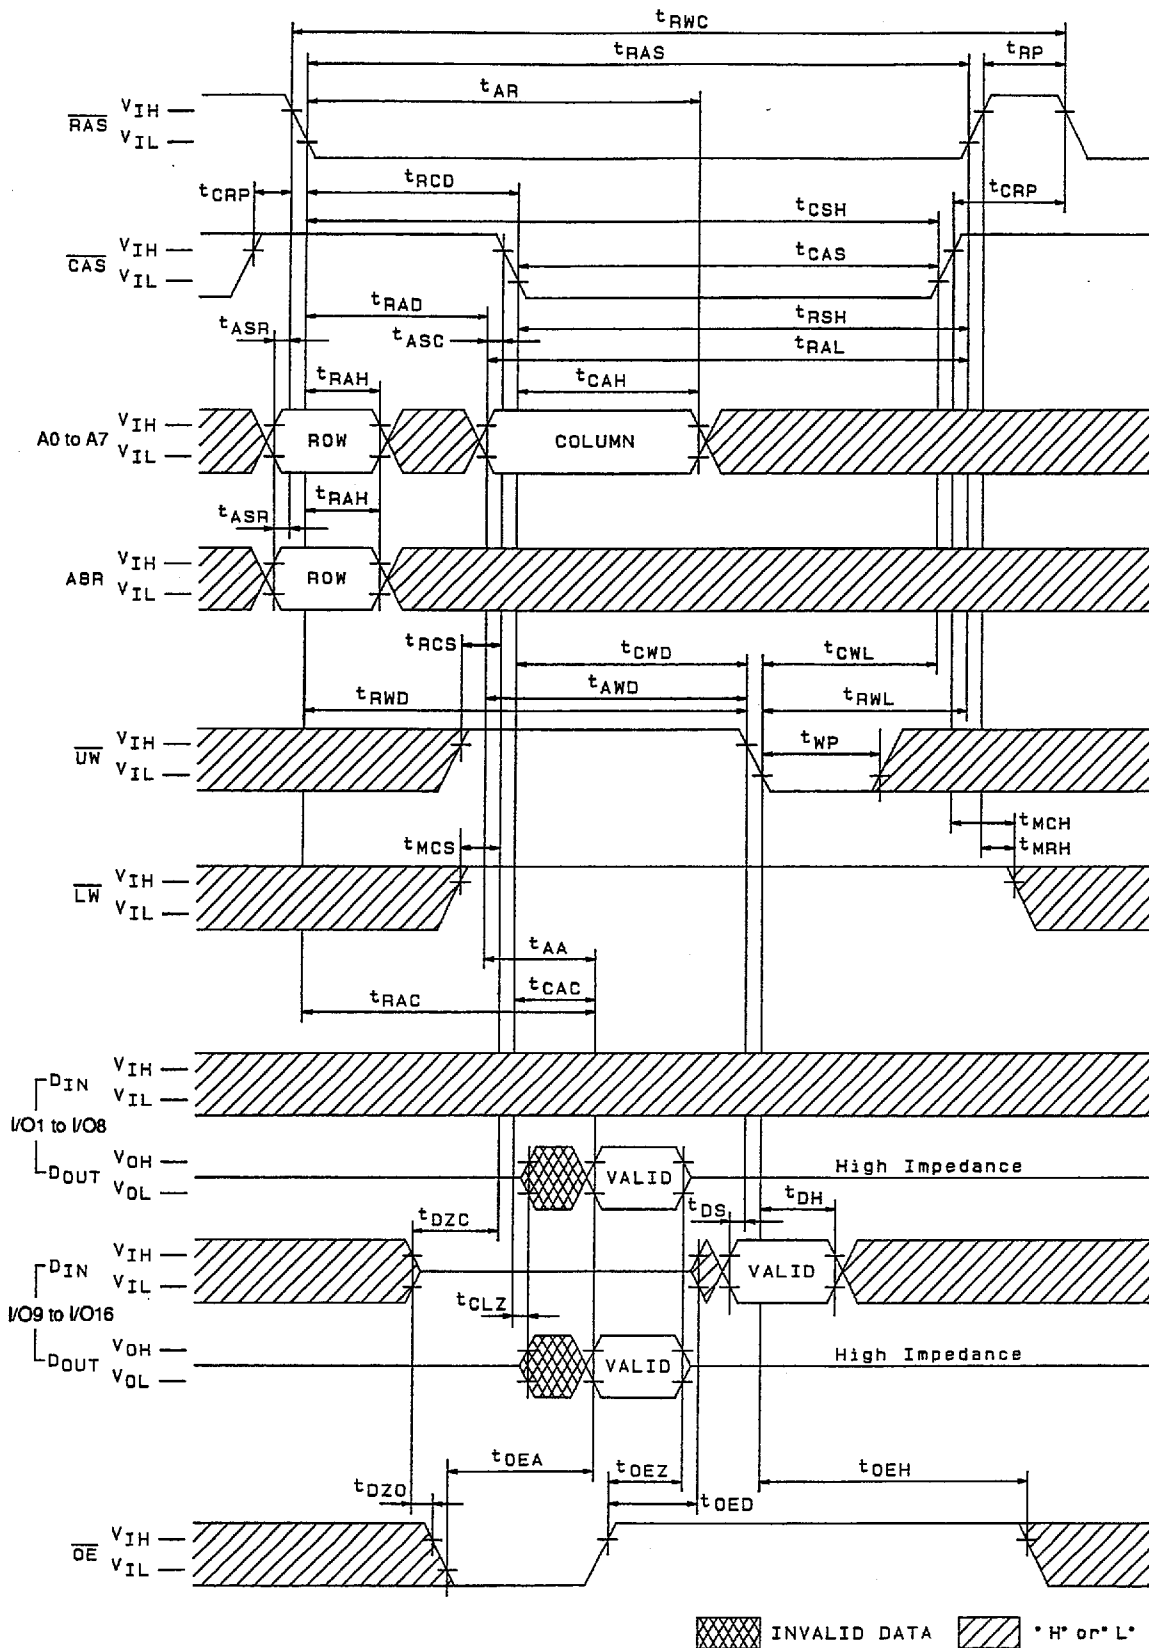 tRWC
tRAS
tRP
tAR
RAS
VIH
VIL
tCRP
tRCD
tCRP
tCSH
CAS
VIH
VIL
tCAS
tRAD
tRSH
tASR
tASC
tRAL
tRAH
tCAH
A0 to A7
VIH
VIL
ROW
COLUMN
tRAH
tASR
A8R
VIH
VIL
ROW
tRCS
tCWD
tCWL
tAWD
tRWD
tRWL
UW
VIH
VIL
tWP
tMCH
tMCS
tMRH
LW
VIH
VIL
tAA
tCAC
tRAC
DIN
VIH
VIL
I/O1 to I/O8
DOUT
VOH
VOL
VALID
High Impedance
tDS
tDH
tDZC
DIN
VIH
VIL
VALID
I/O9 to I/O16
tCLZ
DOUT
VOH
VOL
VALID
High Impedance
tOEA
tOEZ
tOEH
tDZO
tOED
OE
VIH
VIL
INVALID DATA
"H" or "L"